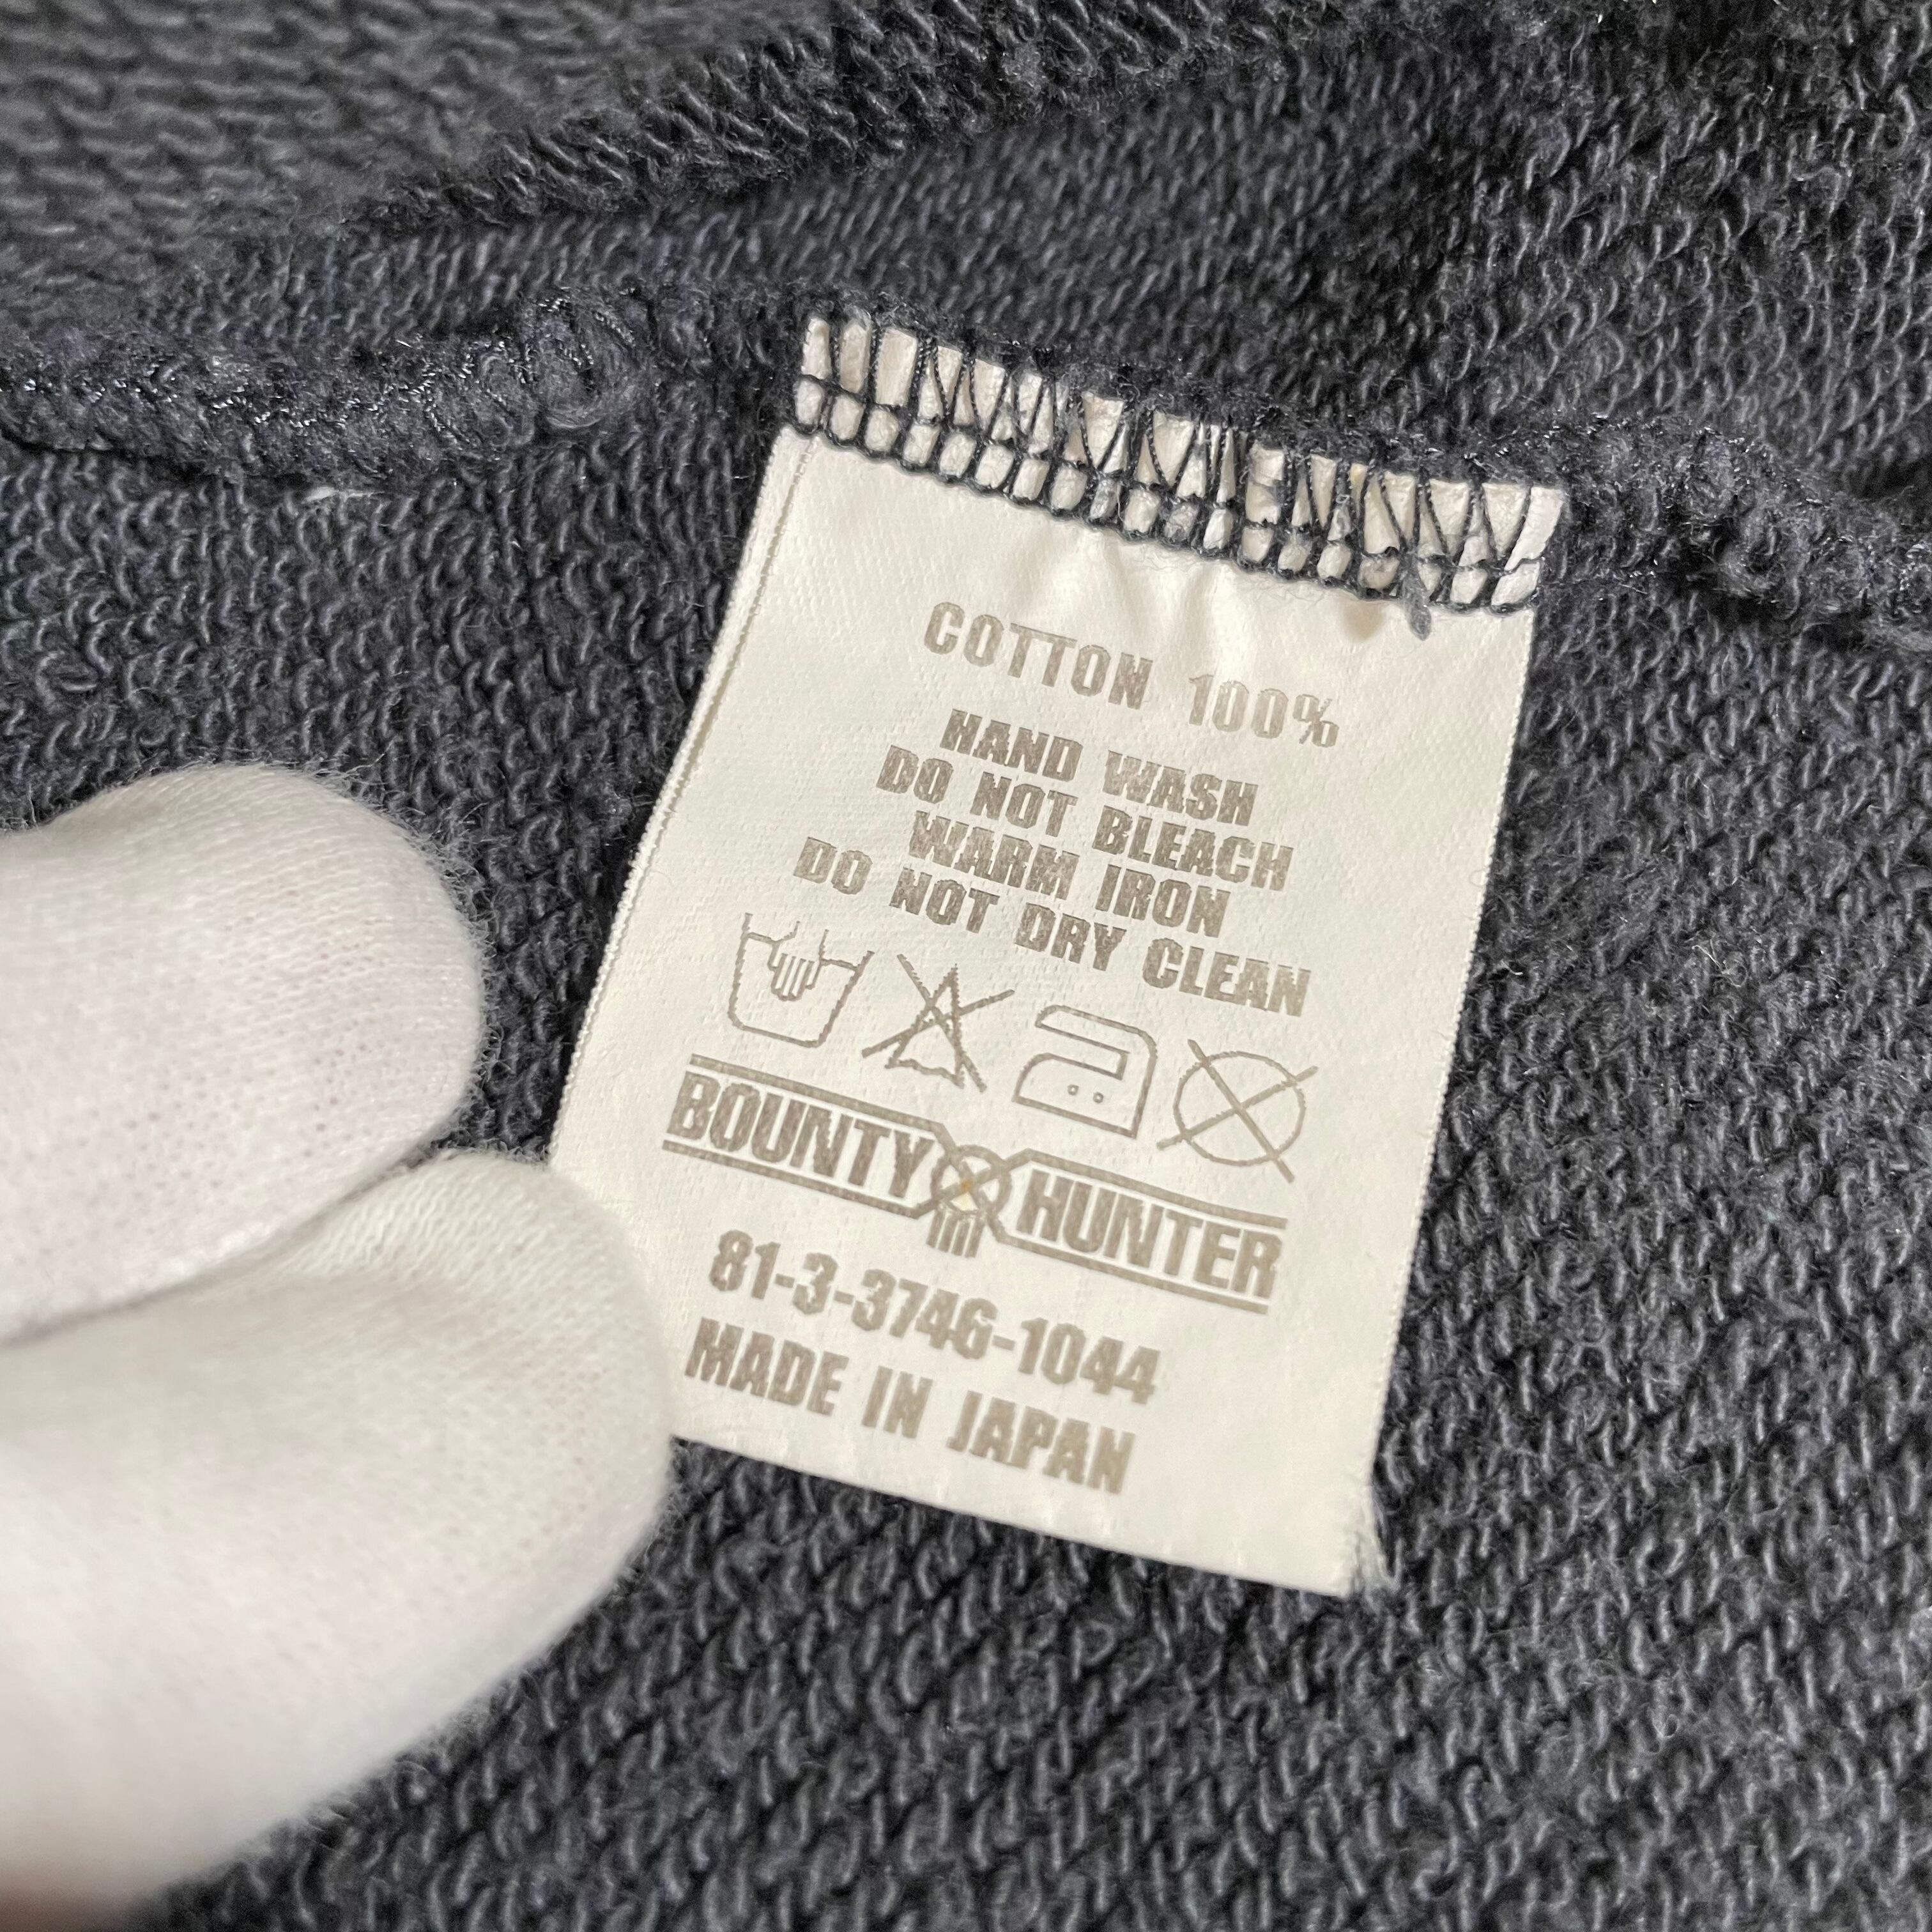 COTTON 100%
HAND WASH
DO NOT BLEACH
WARM IRON
DO NOT DRY CLEAN
BOUNTY HUNTER
81-3-3746-1044
MADE IN JAPAN